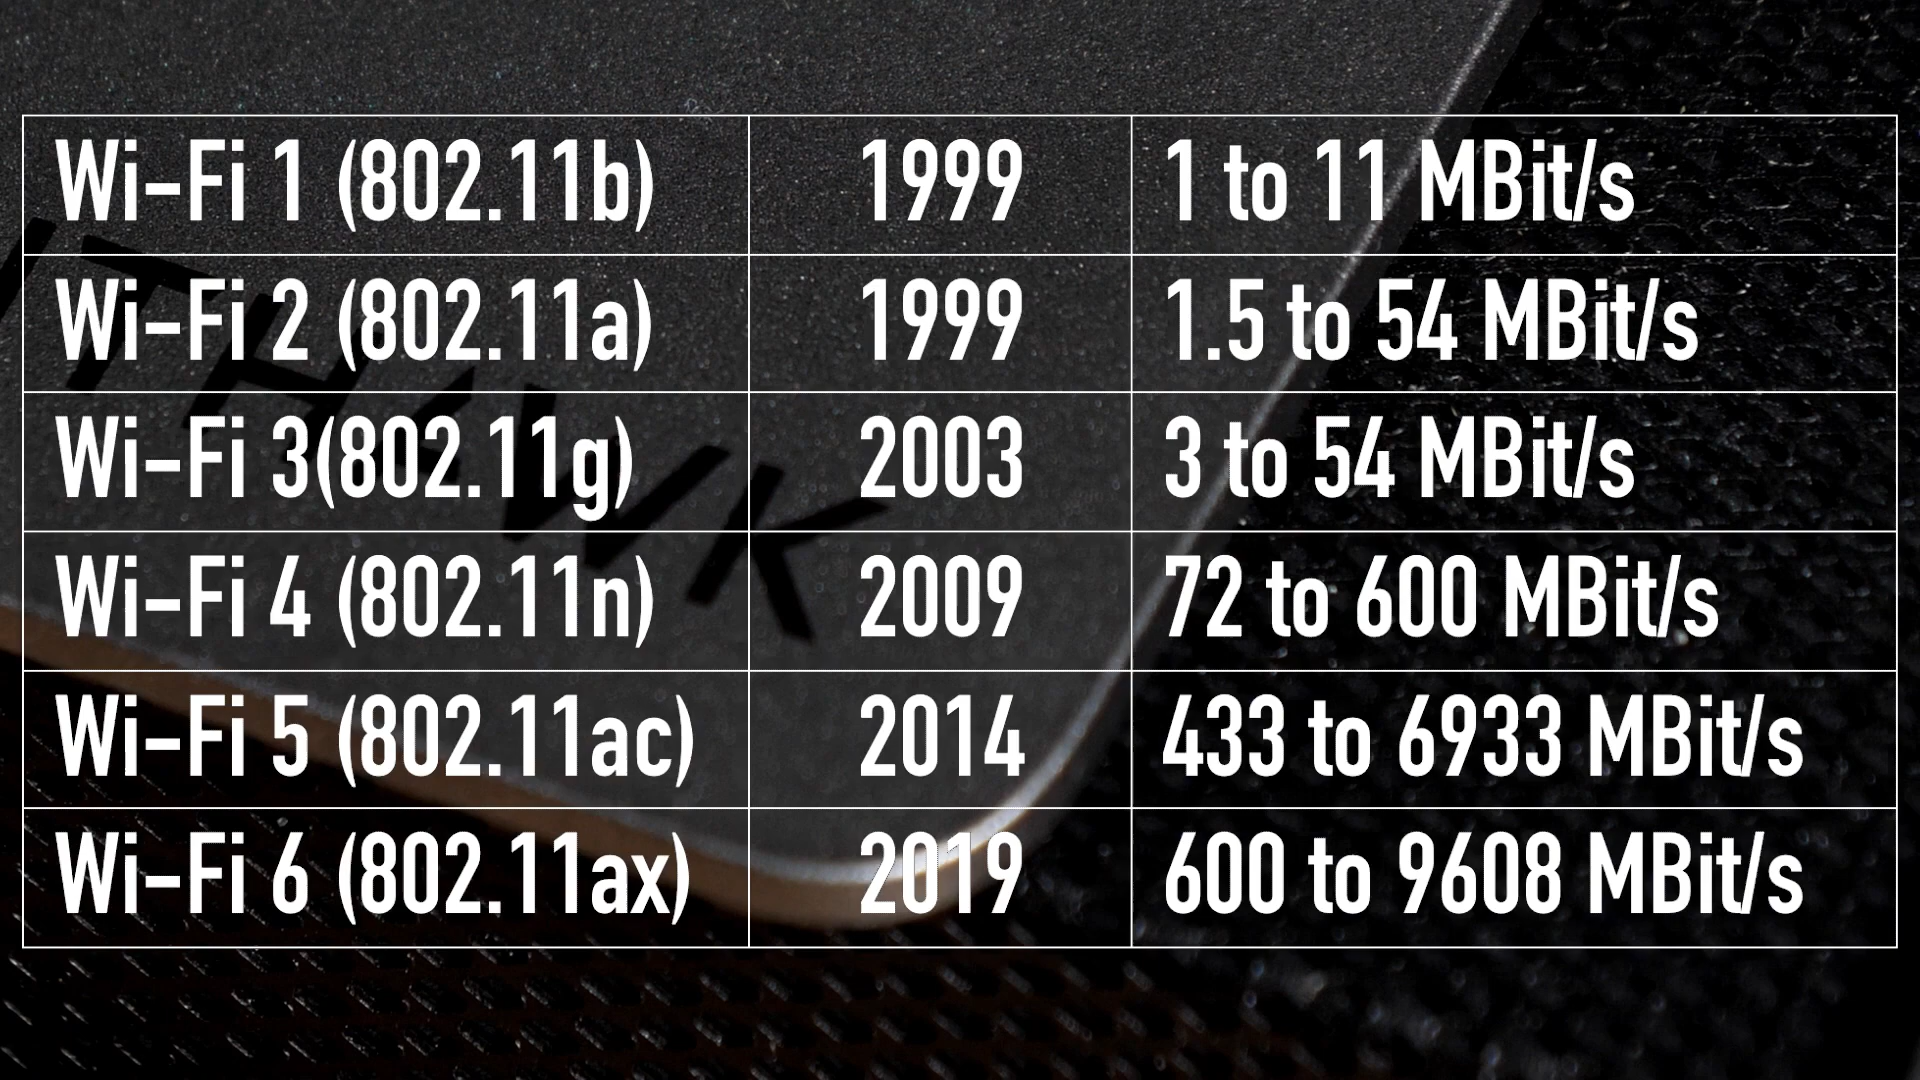 Wi-Fi 1 (802.11b) 1999 1 to 11 MBit/s
Wi-Fi 2 (802.11a) 1999 1.5 to 54 MBit/s
Wi-Fi 3(802.11g) 2003 3 to 54 MBit/s
Wi-Fi 4 (802.11n) 2009 72 to 600 MBit/s
Wi-Fi 5 (802.11ac) 2014 433 to 6933 MBit/s
Wi-Fi 6 (802.11ax) 2019 600 to 9608 MBit/s